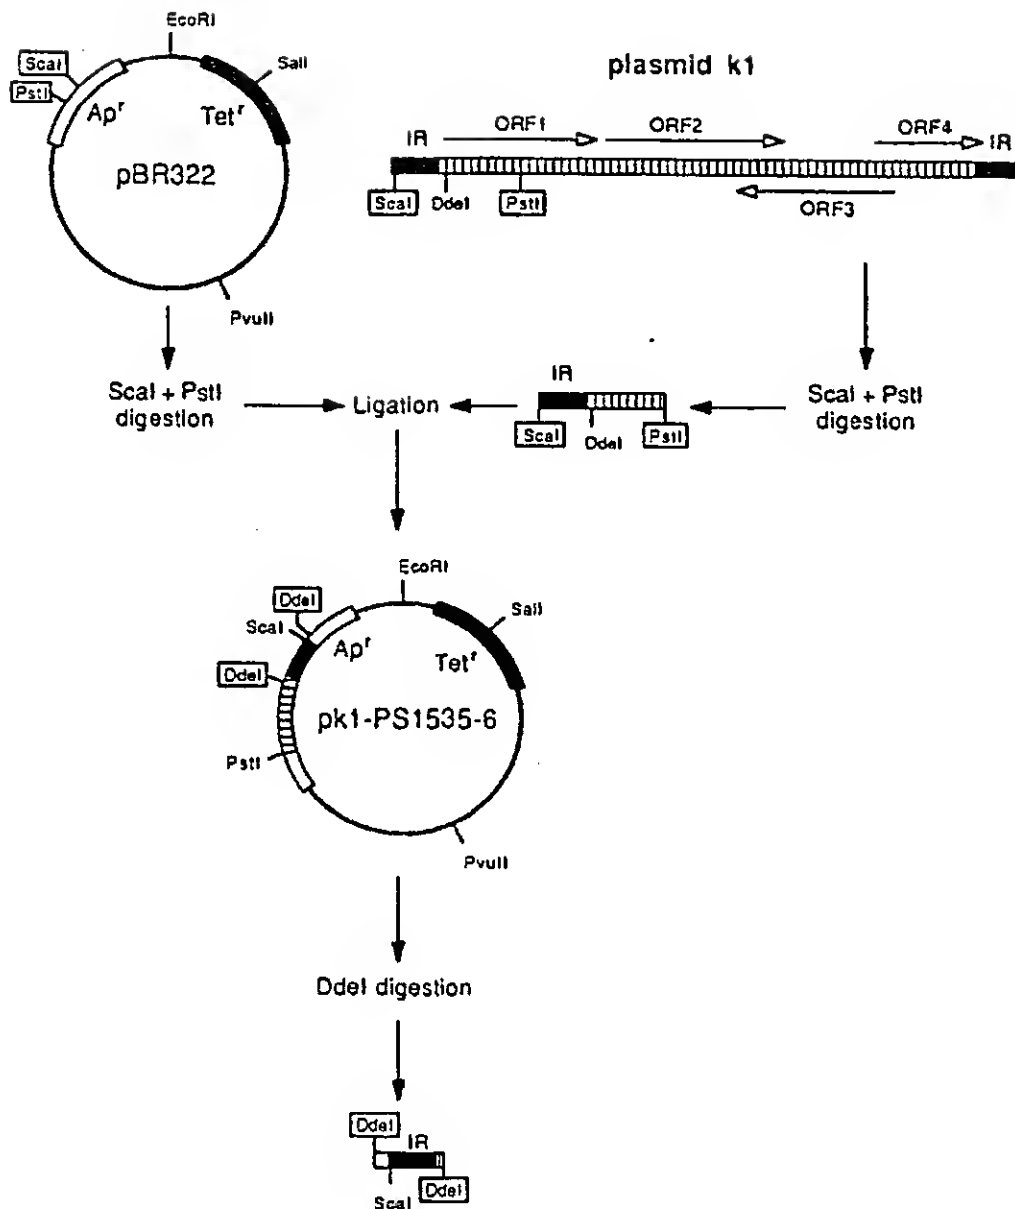 EcoRI
ScaI
PstI
SalI
Apʳ
Tetʳ
pBR322
PvuII
plasmid k1
IR
ORF1
ORF2
ORF4
IR
ScaI
DdeI
PstI
ORF3
ScaI + PstI
digestion
Ligation
IR
ScaI
DdeI
PstI
ScaI + PstI
digestion
EcoRI
DdeI
ScaI
SalI
Apʳ
Tetʳ
DdeI
pk1-PS1535-6
PstI
PvuII
DdeI digestion
DdeI
IR
ScaI
DdeI